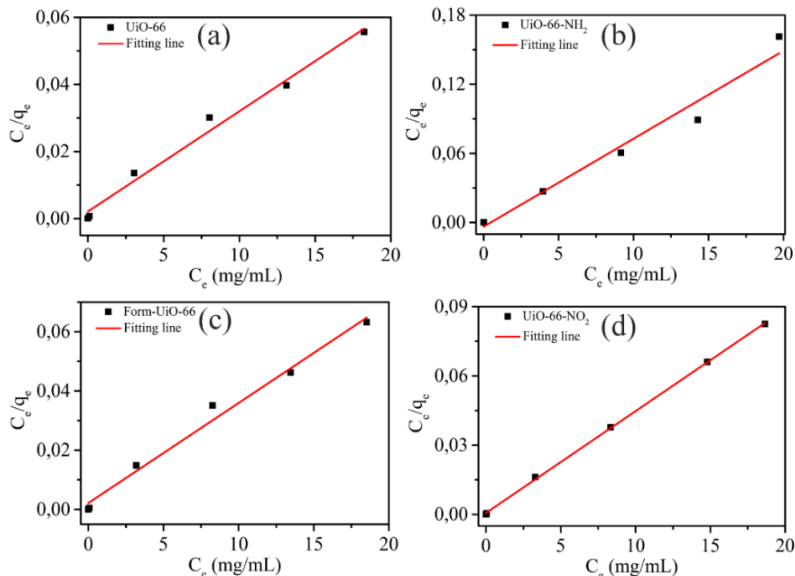 0,06
0,04
0,02
0,00
Cₑ/qₑ
UiO-66
Fitting line
(a)
0 5 10 15 20
Cₑ (mg/mL)
0,18
0,12
0,06
0,00
Cₑ/qₑ
UiO-66-NH₂
Fitting line
(b)
0 5 10 15 20
Cₑ (mg/mL)
0,06
0,04
0,02
0,00
Cₑ/qₑ
Form-UiO-66
Fitting line
(c)
0 5 10 15 20
Cₑ (mg/mL)
0,09
0,06
0,03
0,00
Cₑ/qₑ
UiO-66-NO₂
Fitting line
(d)
0 5 10 15 20
Cₑ (mg/mL)